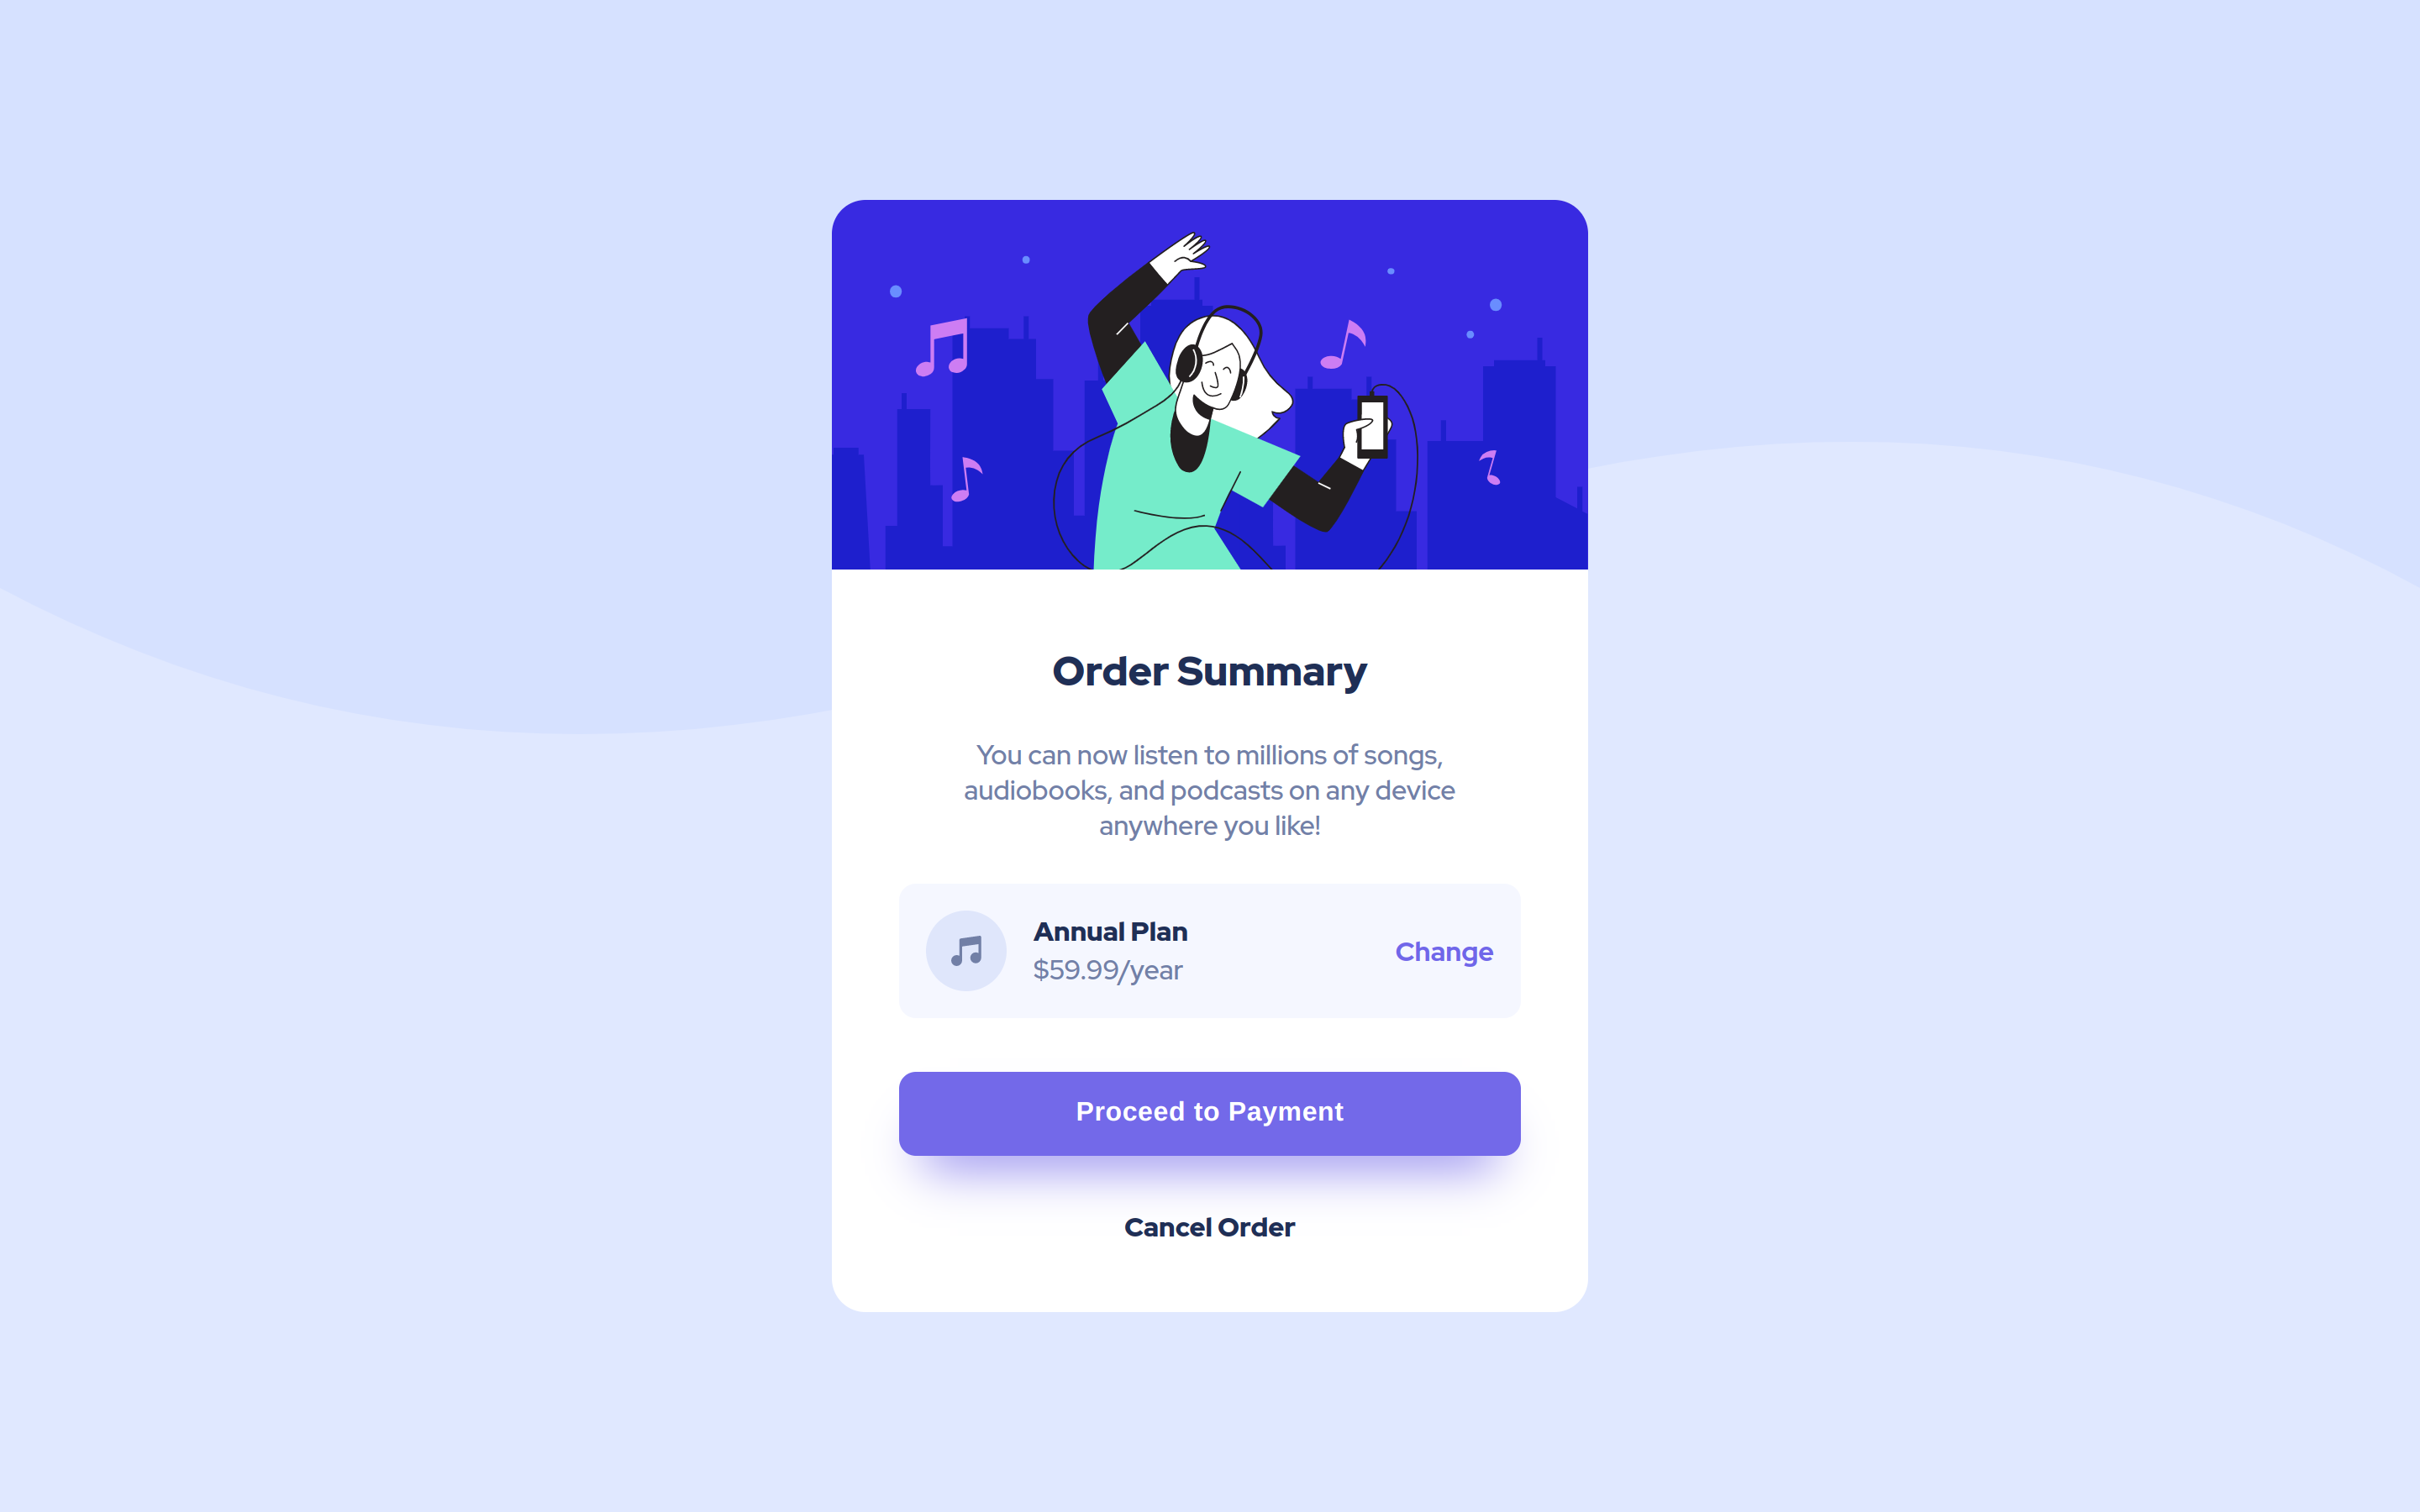 Order Summary
You can now listen to millions of songs,
audiobooks, and podcasts on any device
anywhere you like!
Annual Plan
$59.99/year
Change
Proceed to Payment
Cancel Order